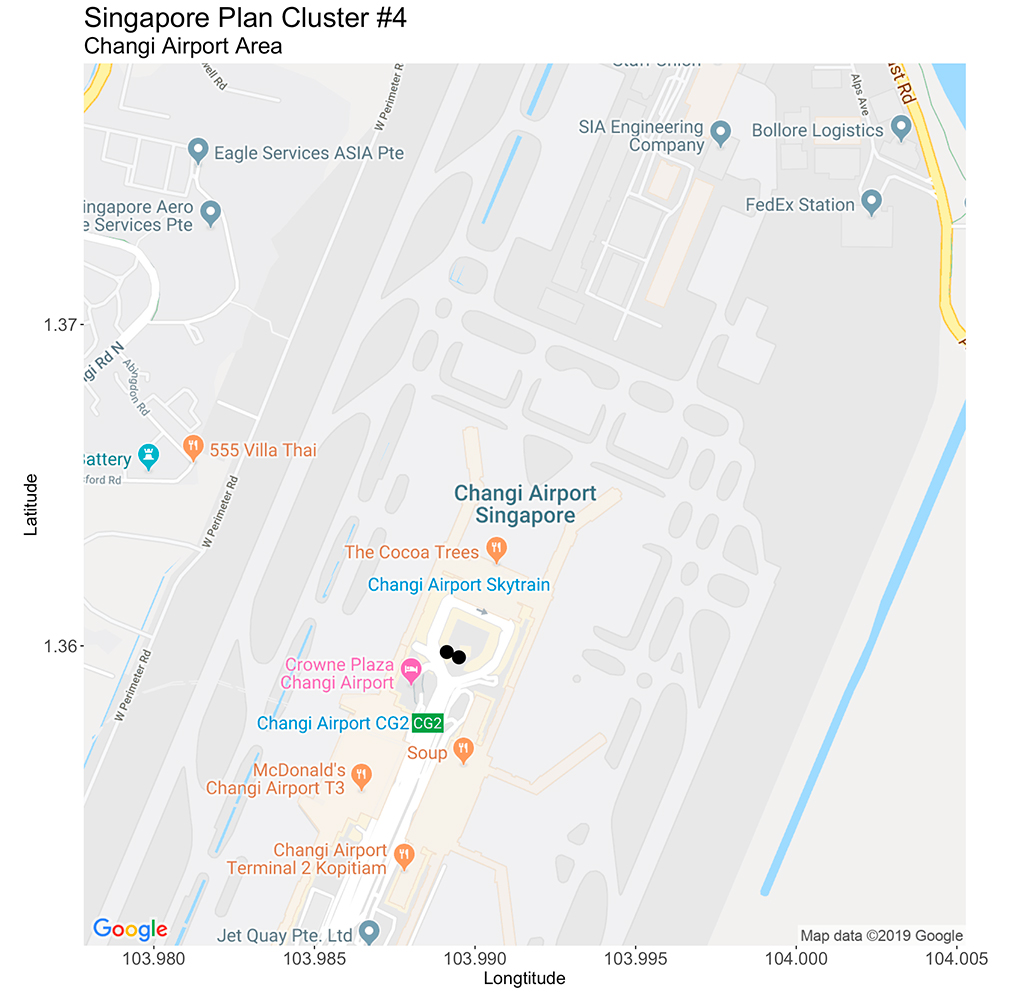 Singapore Plan Cluster #4
Changi Airport Area
Staff Union
well Rd
W Perimeter R
Alps Ave
ast Rd
SIA Engineering
Company
Bollore Logistics
Eagle Services ASIA Pte
ingapore Aero
e Services Pte
FedEx Station
1.37
gi Rd N
Abingdon Rd
555 Villa Thai
Battery
sford Rd
W Perimeter Rd
Changi Airport
Singapore
The Cocoa Trees
Changi Airport Skytrain
Latitude
1.36
Crowne Plaza
Changi Airport
W Perimeter Rd
Changi Airport CG2 CG2
Soup
McDonald's
Changi Airport T3
Changi Airport
Terminal 2 Kopitiam
Google
Jet Quay Pte. Ltd
Map data ©2019 Google
103.980
103.985
103.990
103.995
104.000
104.005
Longtitude